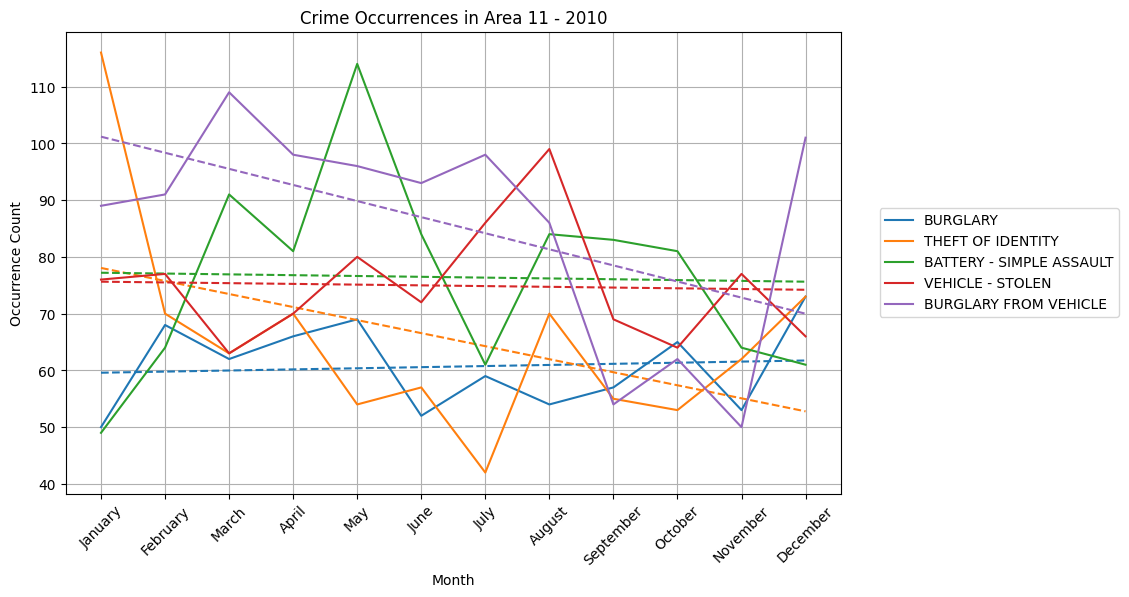 Crime Occurrences in Area 11 - 2010
Occurrence Count
110
100
90
80
70
60
50
40
January
February
March
April
May
June
July
August
September
October
November
December
Month
BURGLARY
THEFT OF IDENTITY
BATTERY - SIMPLE ASSAULT
VEHICLE - STOLEN
BURGLARY FROM VEHICLE